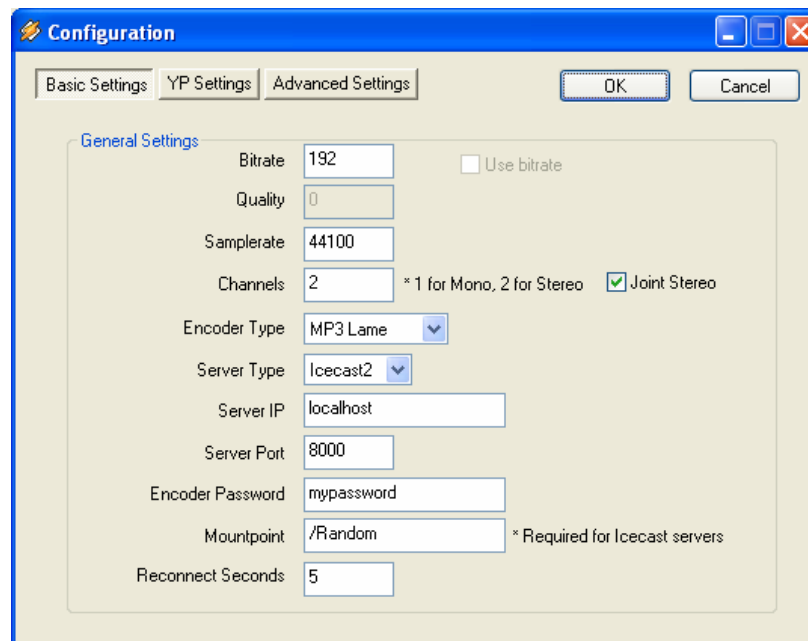 Configuration
Basic Settings YP Settings Advanced Settings OK Cancel
General Settings
Bitrate 192 Use bitrate
Quality 0
Samplerate 44100
Channels 2 * 1 for Mono, 2 for Stereo Joint Stereo
Encoder Type MP3 Lame
Server Type Icecast2
Server IP localhost
Server Port 8000
Encoder Password mypassword
Mountpoint /Random * Required for Icecast servers
Reconnect Seconds 5